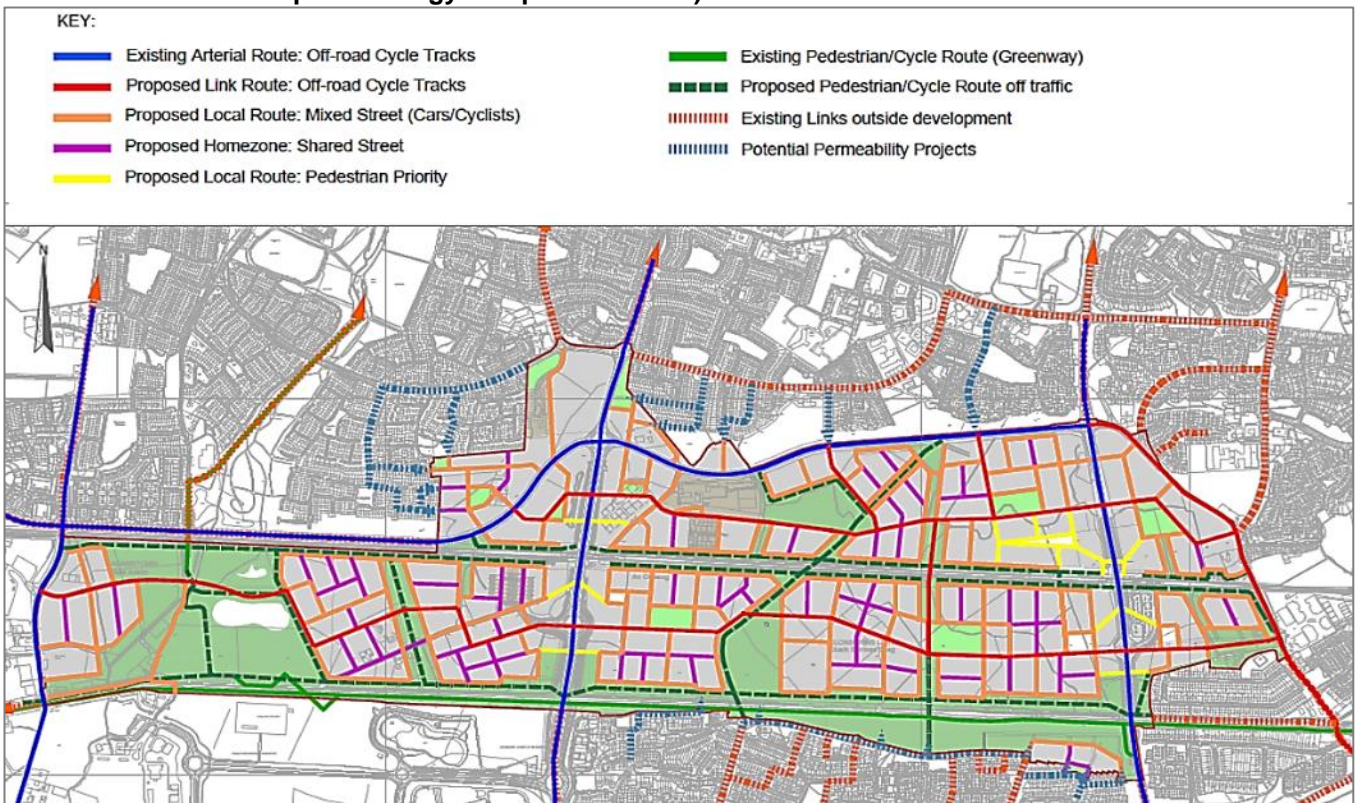 KEY:
Existing Arterial Route: Off-road Cycle Tracks
Proposed Link Route: Off-road Cycle Tracks
Proposed Local Route: Mixed Street (Cars/Cyclists)
Proposed Homezone: Shared Street
Proposed Local Route: Pedestrian Priority
Existing Pedestrian/Cycle Route (Greenway)
Proposed Pedestrian/Cycle Route off traffic
Existing Links outside development
Potential Permeability Projects
N